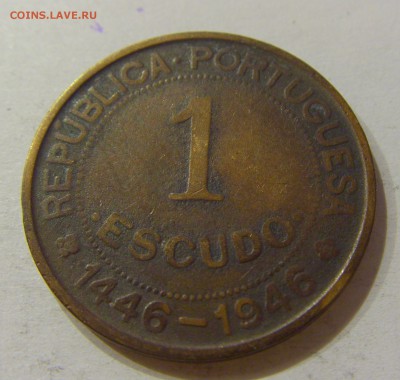 COINS.LAVE.RU
REPUBLICA·PORTUGUESA
1
·ESCUDO·
1446-1946